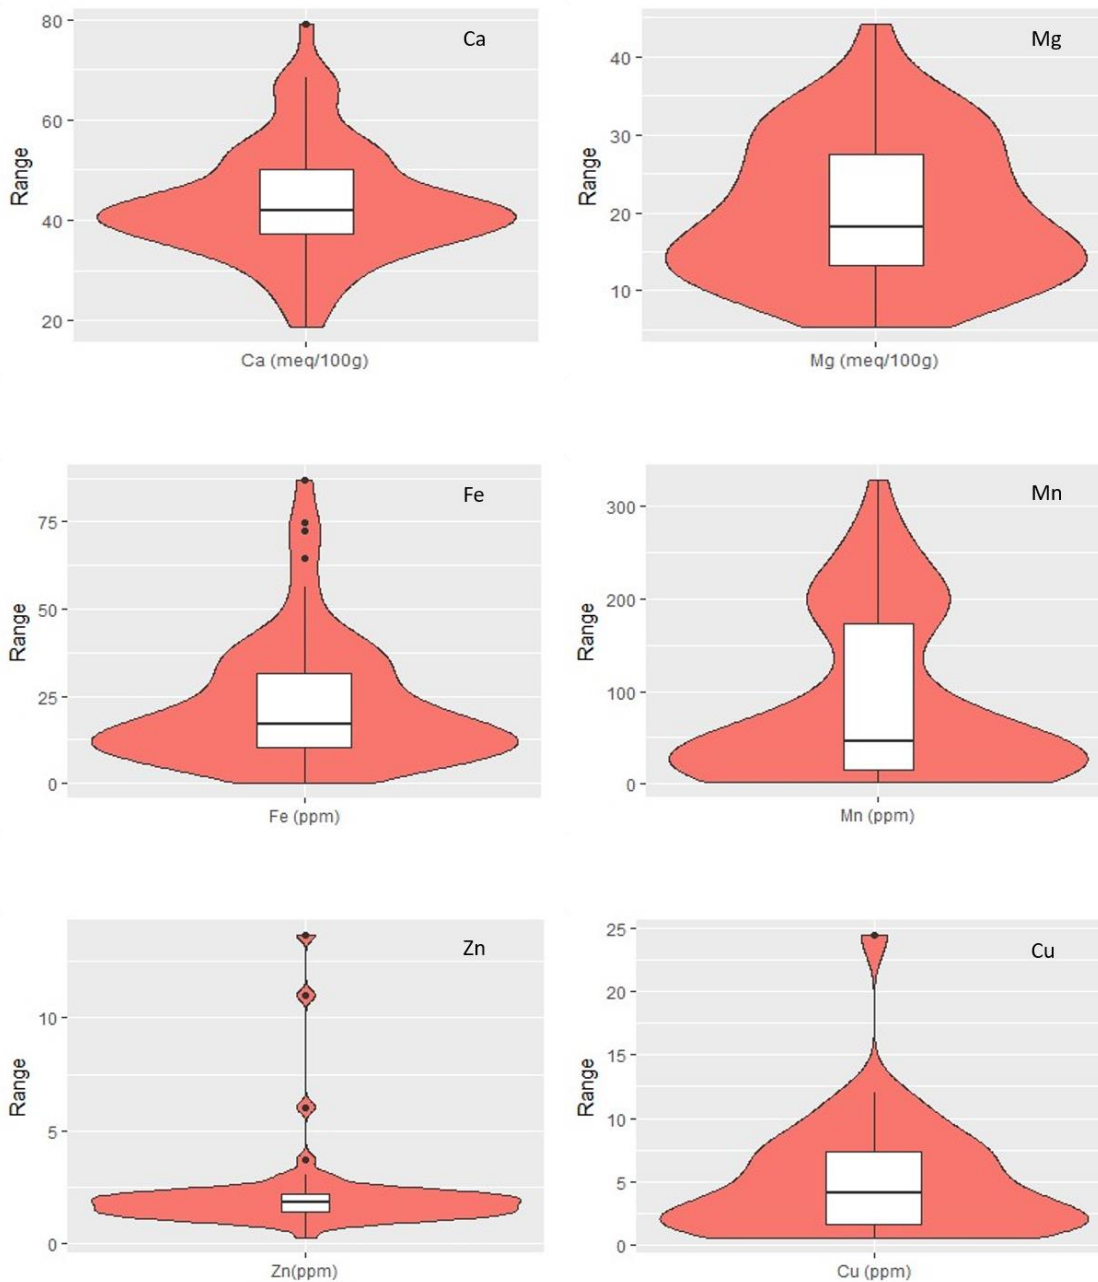 80
60
40
20
Range
Ca
Ca (meq/100g)
40
30
20
10
Range
Mg
Mg (meq/100g)
75
50
25
0
Range
Fe
Fe (ppm)
300
200
100
0
Range
Mn
Mn (ppm)
10
5
0
Range
Zn
Zn(ppm)
25
20
15
10
5
0
Range
Cu
Cu (ppm)